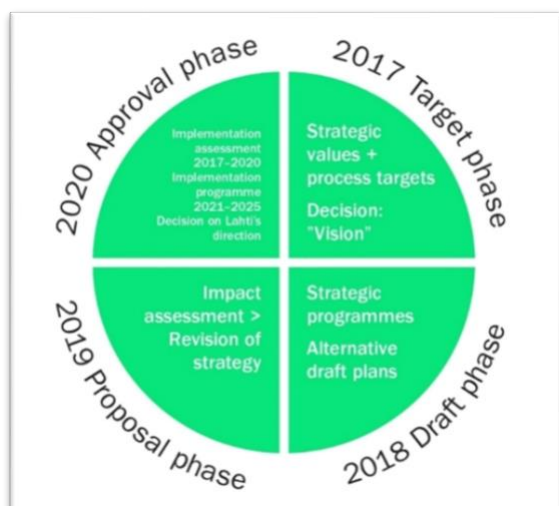 2017 Target phase
Strategic
values +
process targets
Decision:
"Vision"
2018 Draft phase
Strategic
programmes
Alternative
draft plans
2019 Proposal phase
Impact
assessment >
Revision of
strategy
2020 Approval phase
Implementation
assessment
2017–2020
Implementation
programme
2021–2025
Decision on Lahti's
direction